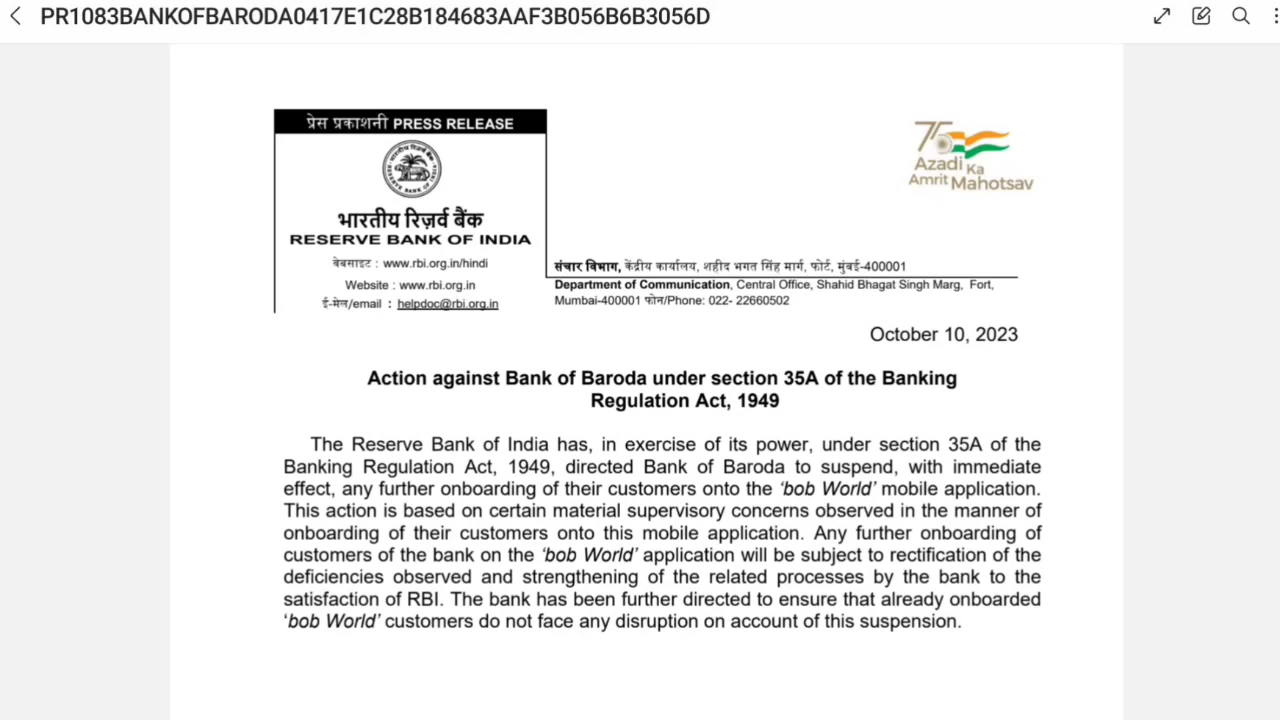 PR1083BANKOFBARODA0417E1C28B184683AAF3B056B6B3056D
प्रेस प्रकाशनी PRESS RELEASE
भारतीय रिज़र्व बैंक
RESERVE BANK OF INDIA
वेबसाइट : www.rbi.org.in/hindi
Website : www.rbi.org.in
ई-मेल/email : helpdoc@rbi.org.in
75
Azadi Ka
Amrit Mahotsav
संचार विभाग, केंद्रीय कार्यालय, शहीद भगत सिंह मार्ग, फोर्ट, मुंबई-400001
Department of Communication, Central Office, Shahid Bhagat Singh Marg, Fort,
Mumbai-400001 फोन/Phone: 022- 22660502
October 10, 2023
Action against Bank of Baroda under section 35A of the Banking
Regulation Act, 1949
The Reserve Bank of India has, in exercise of its power, under section 35A of the
Banking Regulation Act, 1949, directed Bank of Baroda to suspend, with immediate
effect, any further onboarding of their customers onto the ‘bob World’ mobile application.
This action is based on certain material supervisory concerns observed in the manner of
onboarding of their customers onto this mobile application. Any further onboarding of
customers of the bank on the ‘bob World’ application will be subject to rectification of the
deficiencies observed and strengthening of the related processes by the bank to the
satisfaction of RBI. The bank has been further directed to ensure that already onboarded
‘bob World’ customers do not face any disruption on account of this suspension.